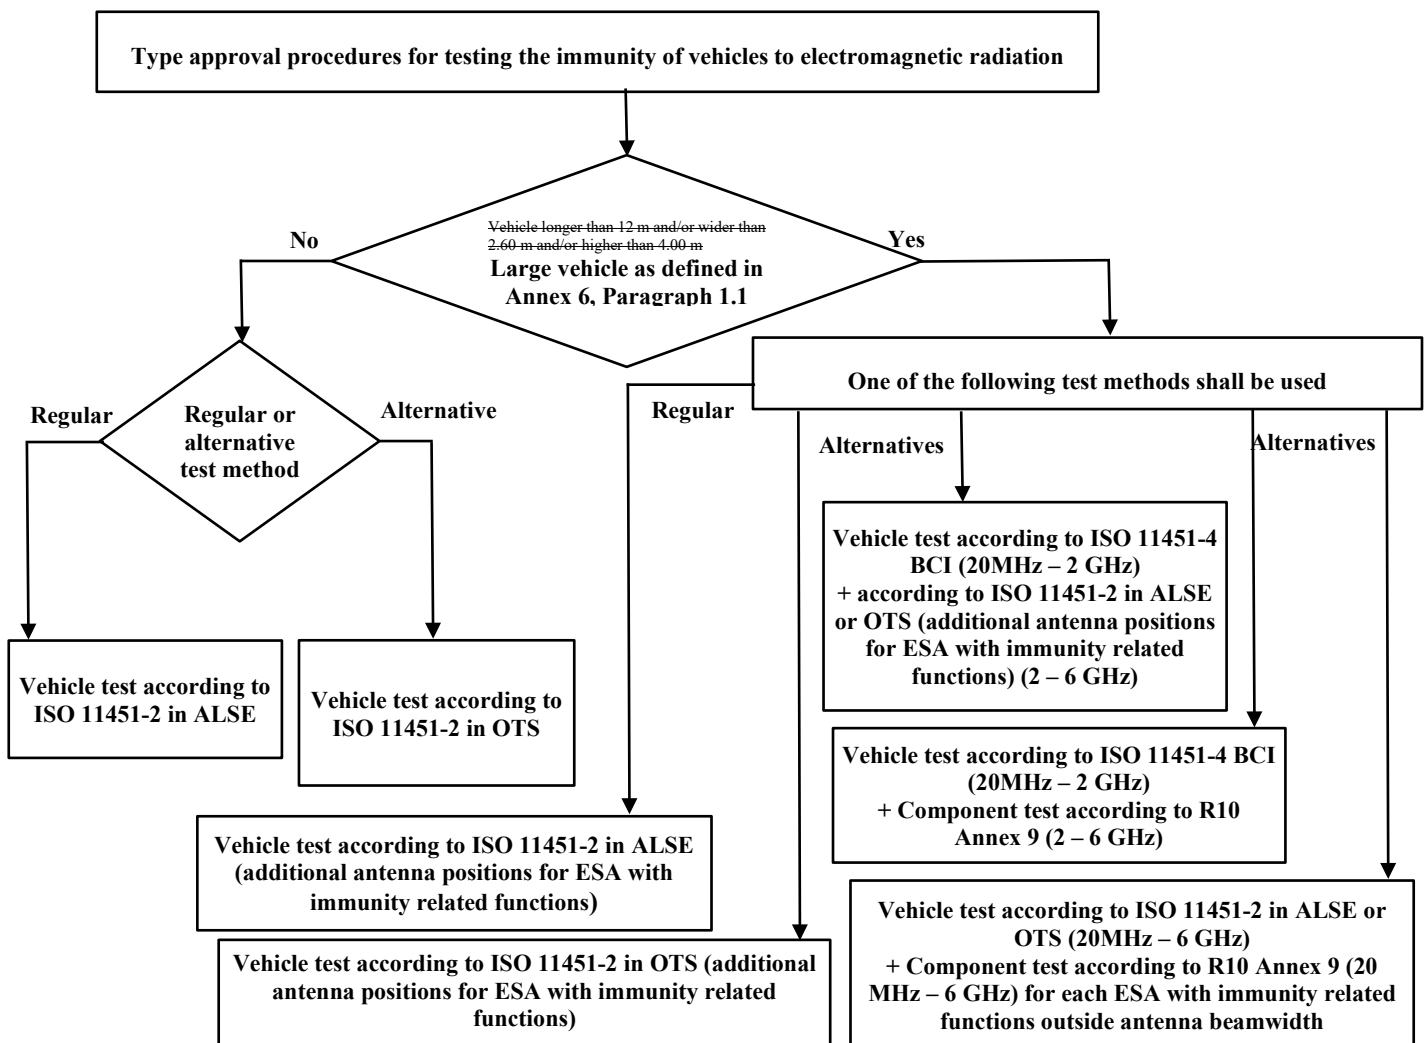 Type approval procedures for testing the immunity of vehicles to electromagnetic radiation
Vehicle longer than 12 m and/or wider than
2.60 m and/or higher than 4.00 m
Large vehicle as defined in
Annex 6, Paragraph 1.1
No
Yes
Regular or
alternative
test method
Regular
Alternative
Vehicle test according to
ISO 11451-2 in ALSE
Vehicle test according to
ISO 11451-2 in OTS
One of the following test methods shall be used
Regular
Alternatives
Alternatives
Vehicle test according to ISO 11451-4
BCI (20MHz – 2 GHz)
+ according to ISO 11451-2 in ALSE
or OTS (additional antenna positions
for ESA with immunity related
functions) (2 – 6 GHz)
Vehicle test according to ISO 11451-4 BCI
(20MHz – 2 GHz)
+ Component test according to R10
Annex 9 (2 – 6 GHz)
Vehicle test according to ISO 11451-2 in ALSE
(additional antenna positions for ESA with
immunity related functions)
Vehicle test according to ISO 11451-2 in OTS (additional
antenna positions for ESA with immunity related
functions)
Vehicle test according to ISO 11451-2 in ALSE or
OTS (20MHz – 6 GHz)
+ Component test according to R10 Annex 9 (20
MHz – 6 GHz) for each ESA with immunity related
functions outside antenna beamwidth